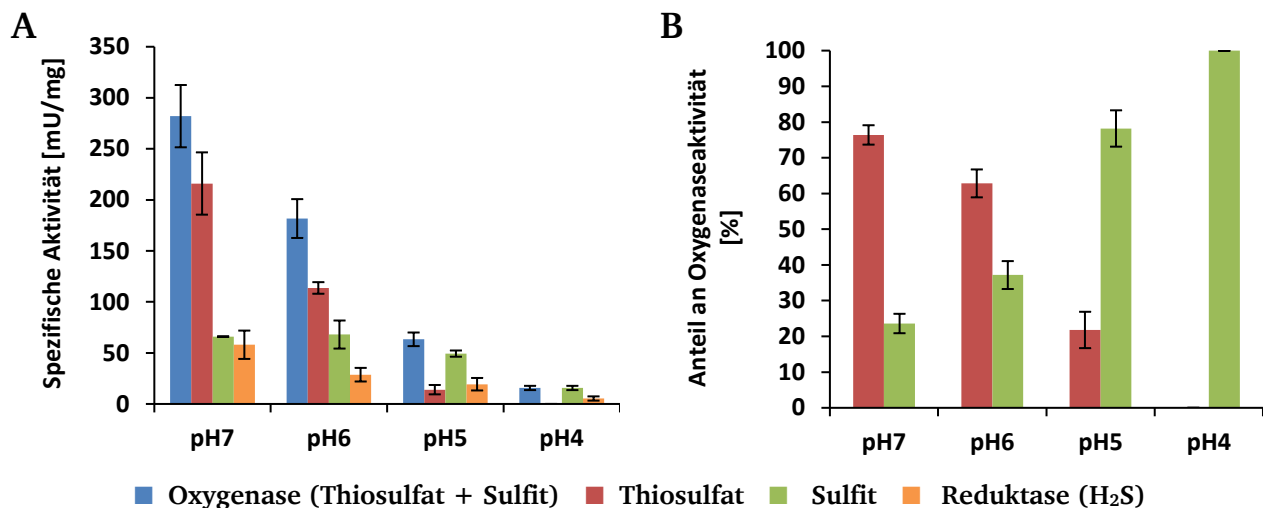 A
Spezifische Aktivität [mU/mg]
350
300
250
200
150
100
50
0
pH7 pH6 pH5 pH4
B
Anteil an Oxygenaseaktivität
[%]
100
90
80
70
60
50
40
30
20
10
0
pH7 pH6 pH5 pH4
Oxygenase (Thiosulfat + Sulfit) Thiosulfat Sulfit Reduktase (H₂S)